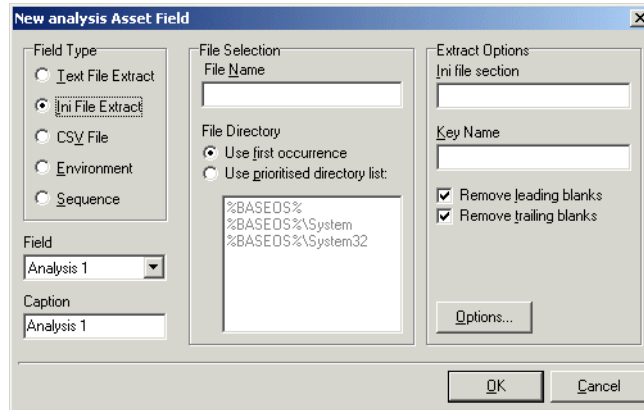 New analysis Asset Field
Field Type
Text File Extract
Ini File Extract
CSV File
Environment
Sequence
Field
Analysis 1
Caption
Analysis 1
File Selection
File Name
File Directory
Use first occurrence
Use prioritised directory list:
%BASEOS%
%BASEOS%\System
%BASEOS%\System32
Extract Options
Ini file section
Key Name
Remove leading blanks
Remove trailing blanks
Options...
OK
Cancel